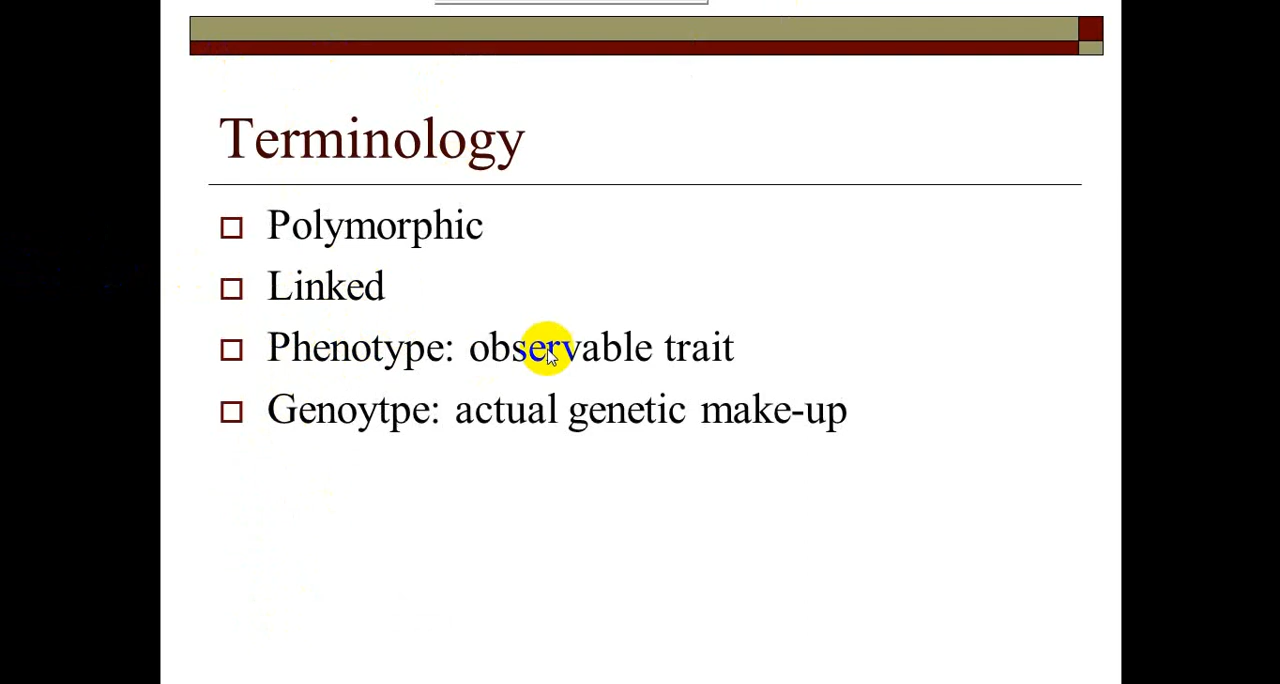 Terminology
Polymorphic
Linked
Phenotype: observable trait
Genoytpe: actual genetic make-up